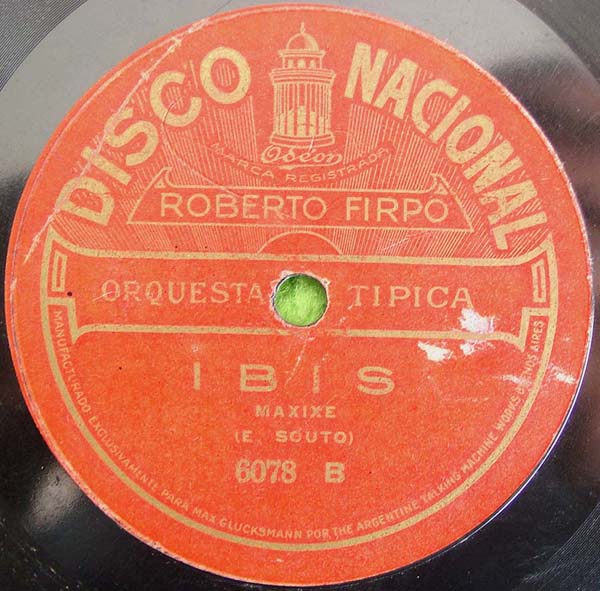 DISCO NACIONAL
Odeon
MARCA REGISTRADA
ROBERTO FIRPO
ORQUESTA TIPICA
IBIS
MAXIXE
(E. SOUTO)
6078 B
MANUFACTURADO EXCLUSIVAMENTE PARA MAX GLUCKSMANN POR THE ARGENTINE TALKING MACHINE WORKS BUENOS AIRES